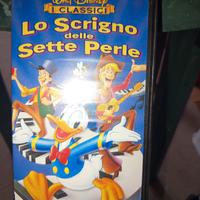 Walt Disney
I CLASSICI
Lo Scrigno
delle
Sette Perle